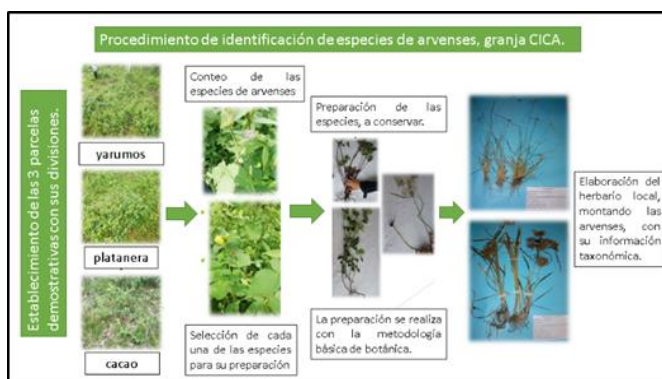 Procedimiento de identificación de especies de arvenses, granja CICA.
Establecimiento de las 3 parcelas
demostrativas con sus divisiones.
yarumos
platanera
cacao
Conteo de las
especies de arvenses
Selección de cada
una de las especies
para su preparación
Preparación de las
especies, a conservar.
La preparación se realiza
con la metodología
básica de botánica.
Elaboración del
herbario local,
montando las
arvenses, con
su información
taxonómica.